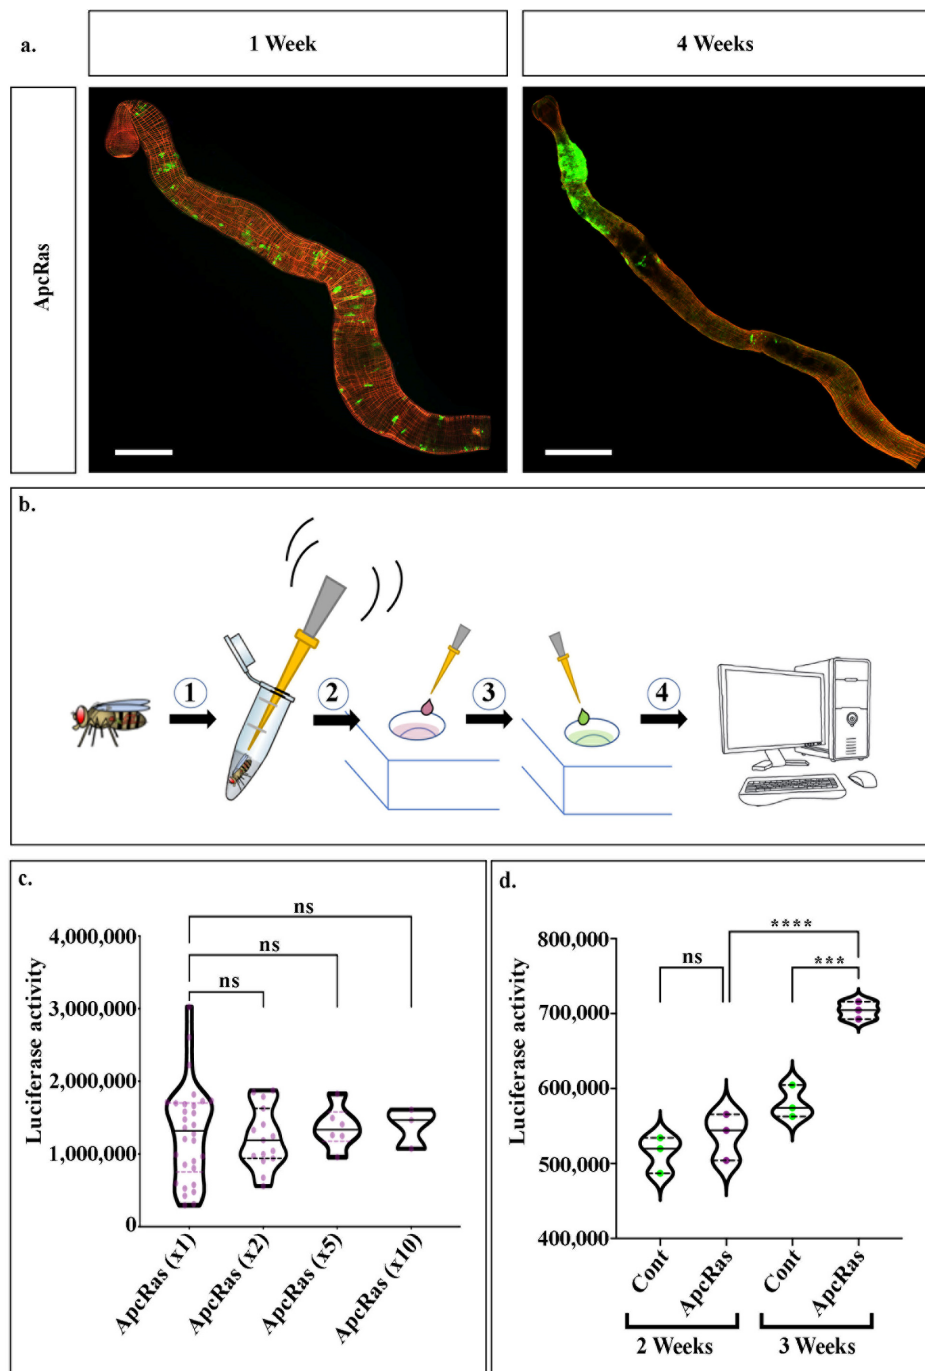 a.
1 Week
4 Weeks
ApcRas
b.
1
2
3
4
c.
ns
ns
ns
Luciferase activity
4,000,000
3,000,000
2,000,000
1,000,000
0
ApcRas (x1)
ApcRas (x2)
ApcRas (x5)
ApcRas (x10)
d.
****
ns
***
Luciferase activity
800,000
700,000
600,000
500,000
400,000
Cont
ApcRas
Cont
ApcRas
2 Weeks
3 Weeks